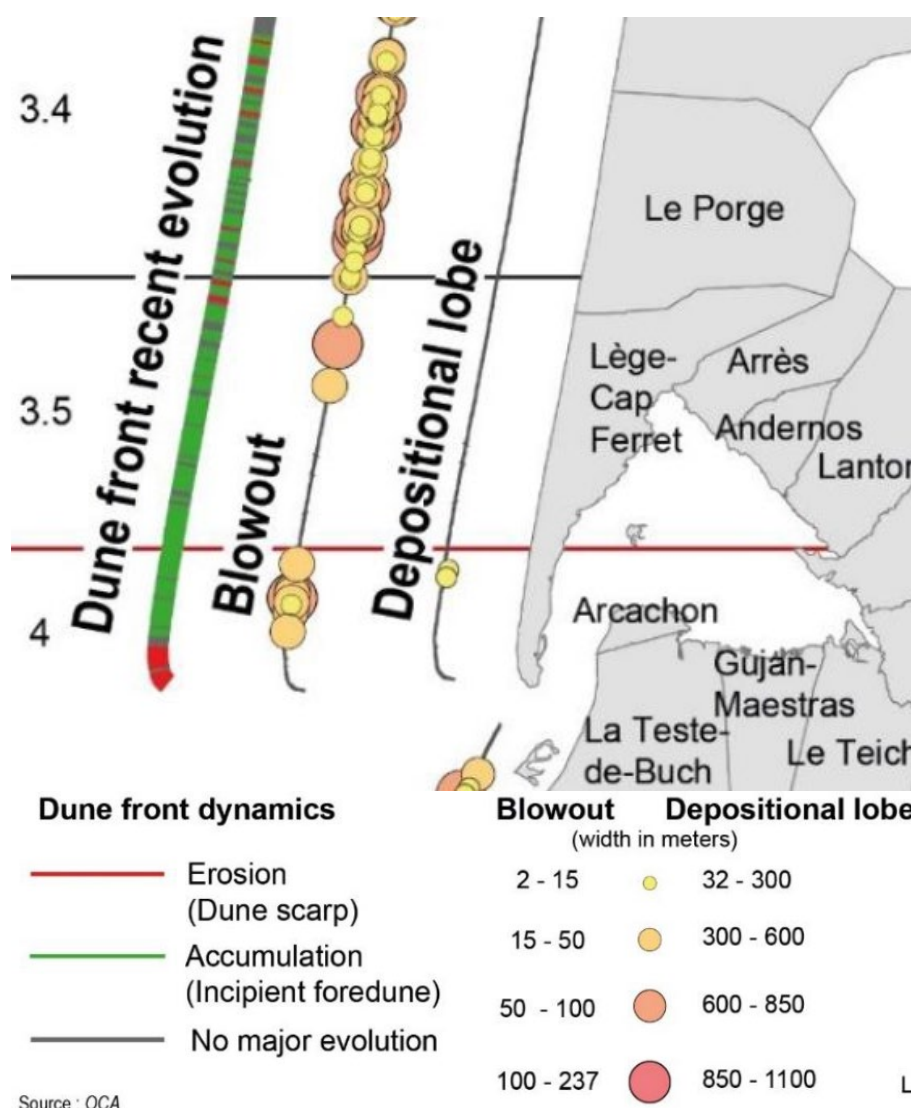 3.4
3.5
4
Dune front recent evolution
Blowout
Depositional lobe
Le Porge
Lège-
Cap
Ferret
Arrès
Andernos
Lanton
Arcachon
Gujan-
Maestras
La Teste-
de-Buch
Le Teich
Dune front dynamics
Erosion
(Dune scarp)
Accumulation
(Incipient foredune)
No major evolution
Source : OCA
Blowout Depositional lobe
(width in meters)
2 - 15 32 - 300
15 - 50 300 - 600
50 - 100 600 - 850
100 - 237 850 - 1100
L